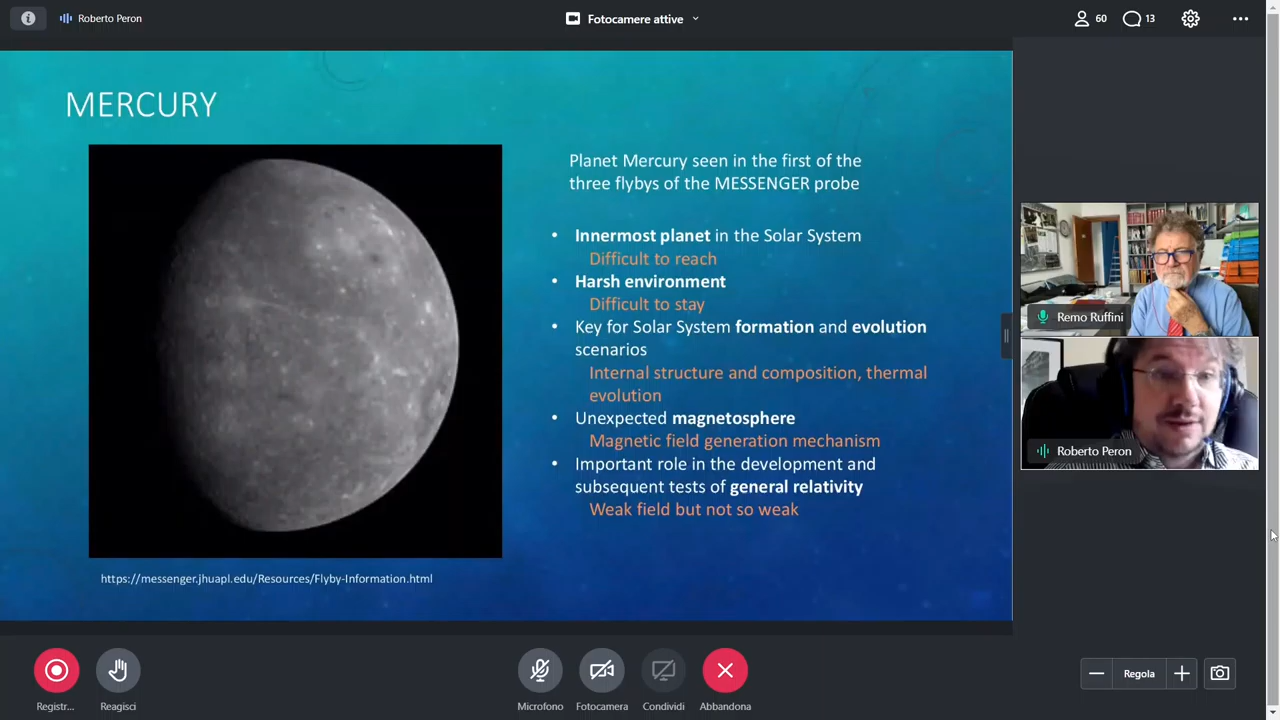 Roberto Peron
Fotocamere attive
60
13
MERCURY
Planet Mercury seen in the first of the
three flybys of the MESSENGER probe
• Innermost planet in the Solar System
Difficult to reach
• Harsh environment
Difficult to stay
• Key for Solar System formation and evolution
scenarios
Internal structure and composition, thermal
evolution
• Unexpected magnetosphere
Magnetic field generation mechanism
• Important role in the development and
subsequent tests of general relativity
Weak field but not so weak
https://messenger.jhuapl.edu/Resources/Flyby-Information.html
Remo Ruffini
Roberto Peron
Registr...
Reagisci
Microfono
Fotocamera
Condividi
Abbandona
Regola